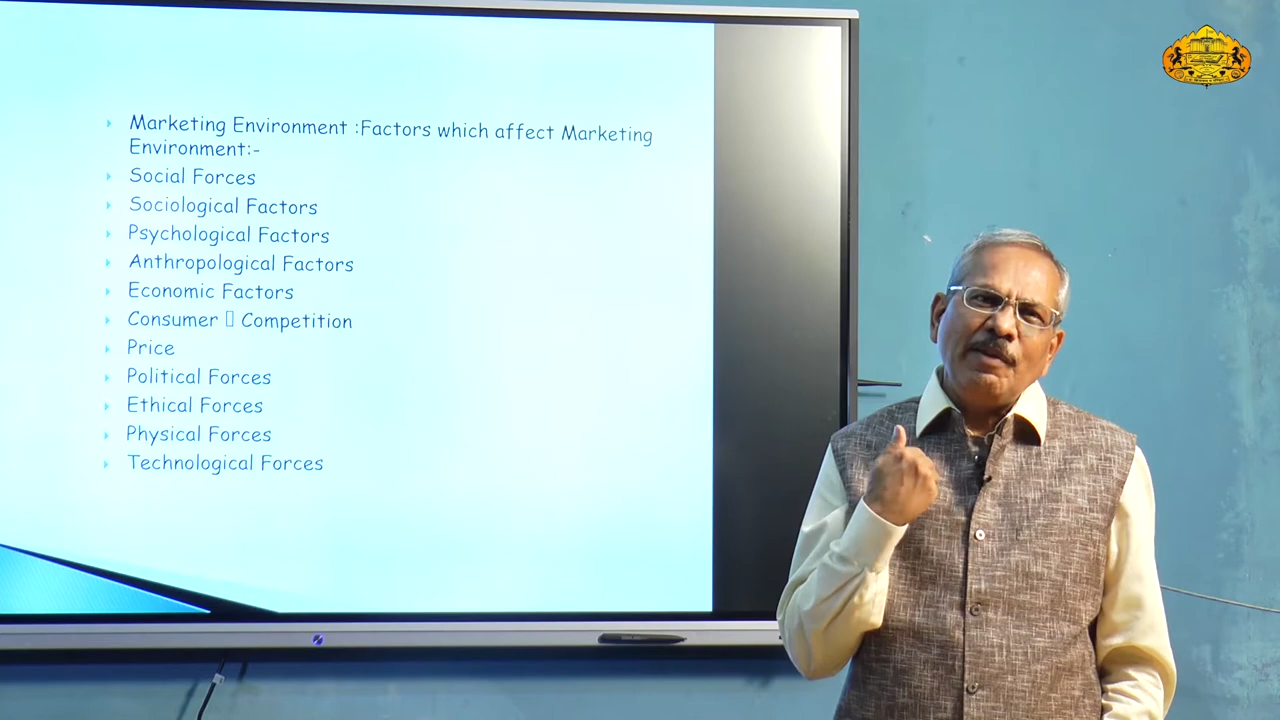 Marketing Environment :Factors which affect Marketing
Environment:-
Social Forces
Sociological Factors
Psychological Factors
Anthropological Factors
Economic Factors
Consumer ▯ Competition
Price
Political Forces
Ethical Forces
Physical Forces
Technological Forces